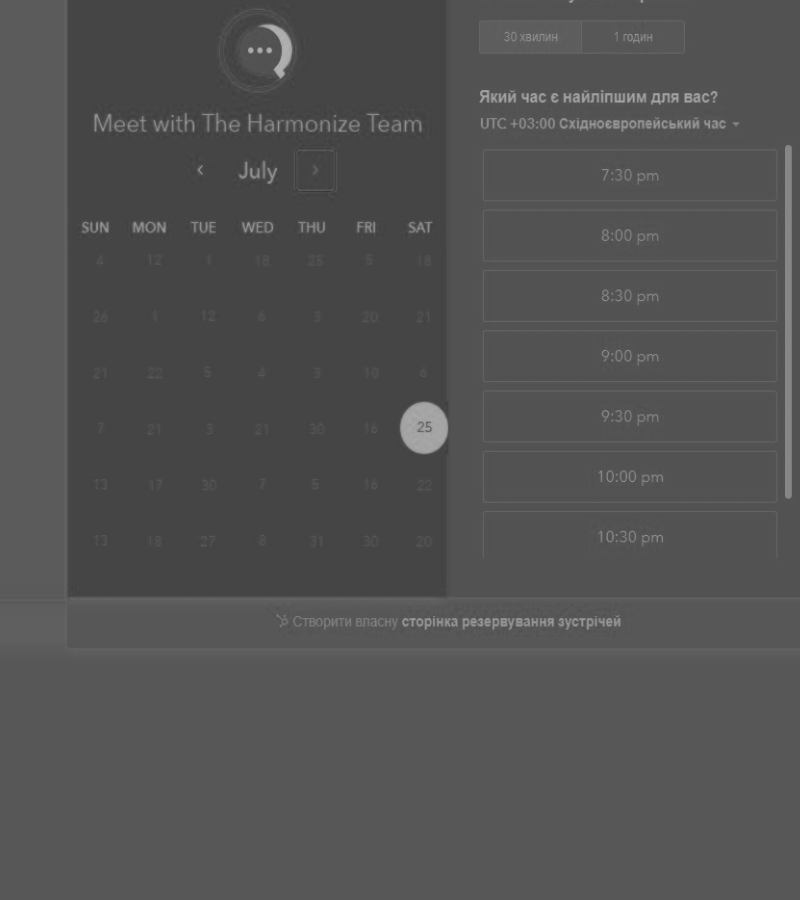 30 хвилин
1 годин
Meet with The Harmonize Team
July
SUN MON TUE WED THU FRI SAT
4 12 1 18 25 5 18
26 1 12 6 3 20 21
21 22 5 4 3 10 6
7 21 3 21 30 16 25
13 17 30 7 5 16 22
13 18 27 8 31 30 20
Який час є найліпшим для вас?
UTC +03:00 Східноєвропейський час
7:30 pm
8:00 pm
8:30 pm
9:00 pm
9:30 pm
10:00 pm
10:30 pm
Створити власну сторінка резервування зустрічей